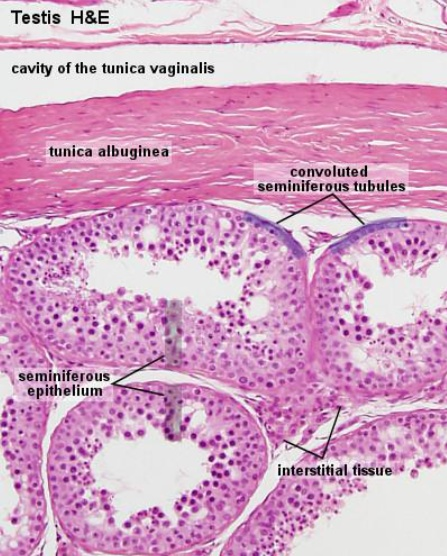 Testis H&E
cavity of the tunica vaginalis
tunica albuginea
convoluted
seminiferous tubules
seminiferous
epithelium
interstitial tissue